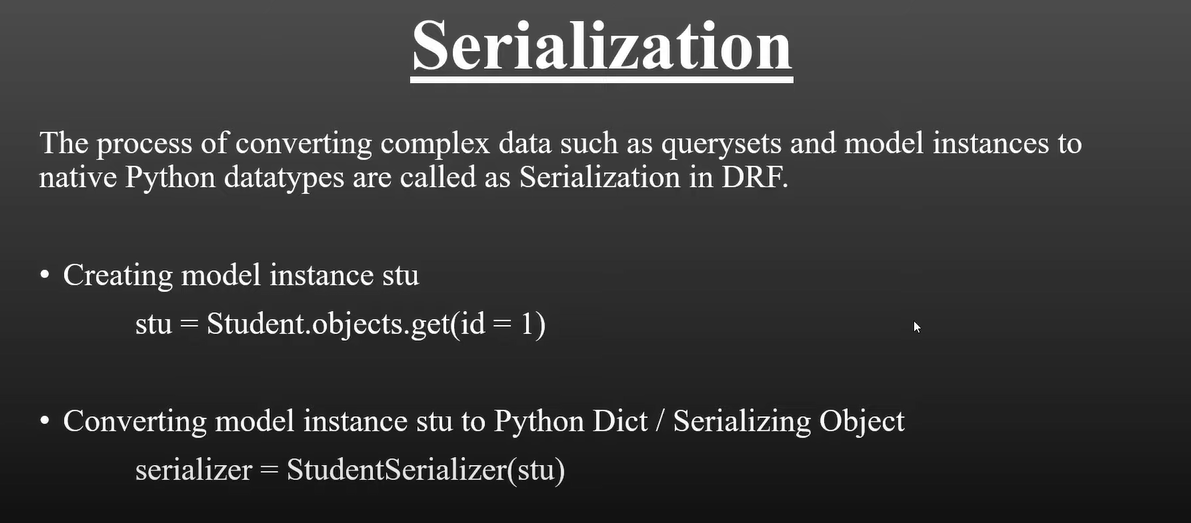 Serialization
The process of converting complex data such as querysets and model instances to
native Python datatypes are called as Serialization in DRF.
• Creating model instance stu
stu = Student.objects.get(id = 1)
• Converting model instance stu to Python Dict / Serializing Object
serializer = StudentSerializer(stu)